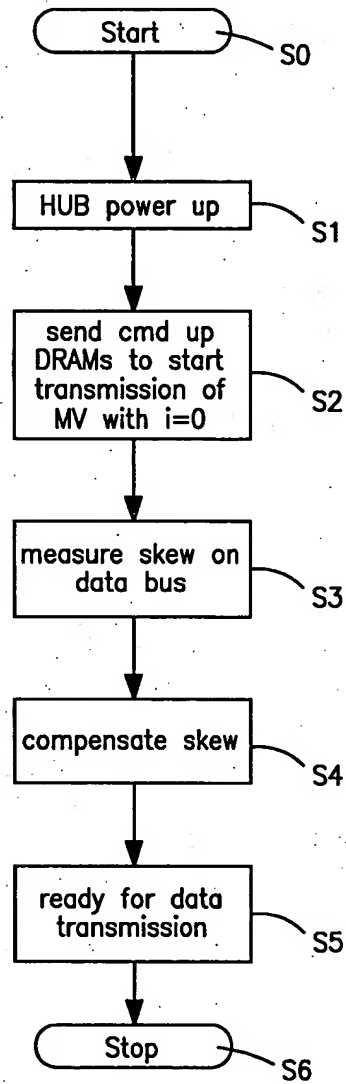 Start
S0
HUB power up
S1
send cmd up
DRAMs to start
transmission of
MV with i=0
S2
measure skew on
data bus
S3
compensate skew
S4
ready for data
transmission
S5
Stop
S6